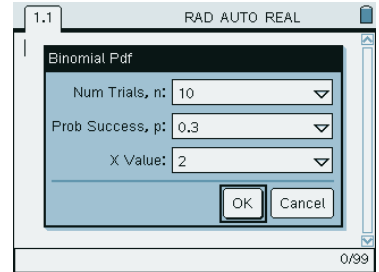 1.1 RAD AUTO REAL
Binomial Pdf
Num Trials, n: 10
Prob Success, p: 0.3
X Value: 2
OK Cancel
0/99